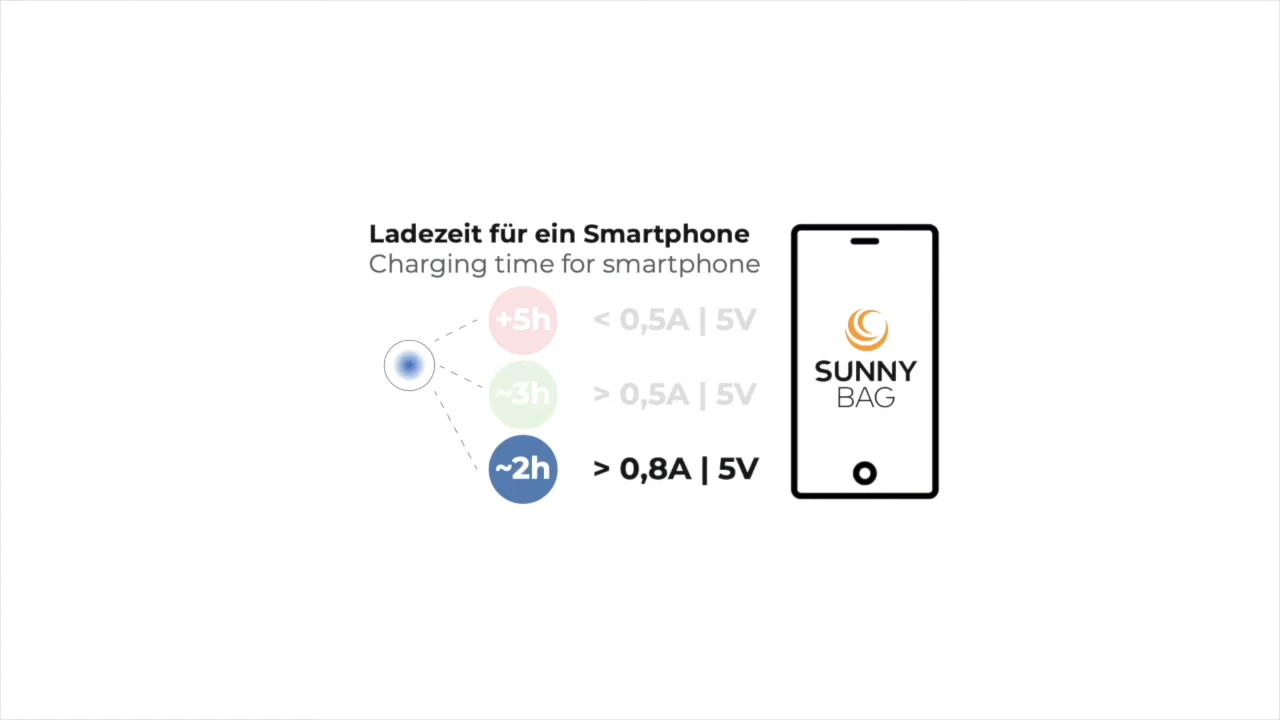 Ladezeit für ein Smartphone
Charging time for smartphone
+5h < 0,5A | 5V
~3h > 0,5A | 5V
~2h > 0,8A | 5V
SUNNY
BAG